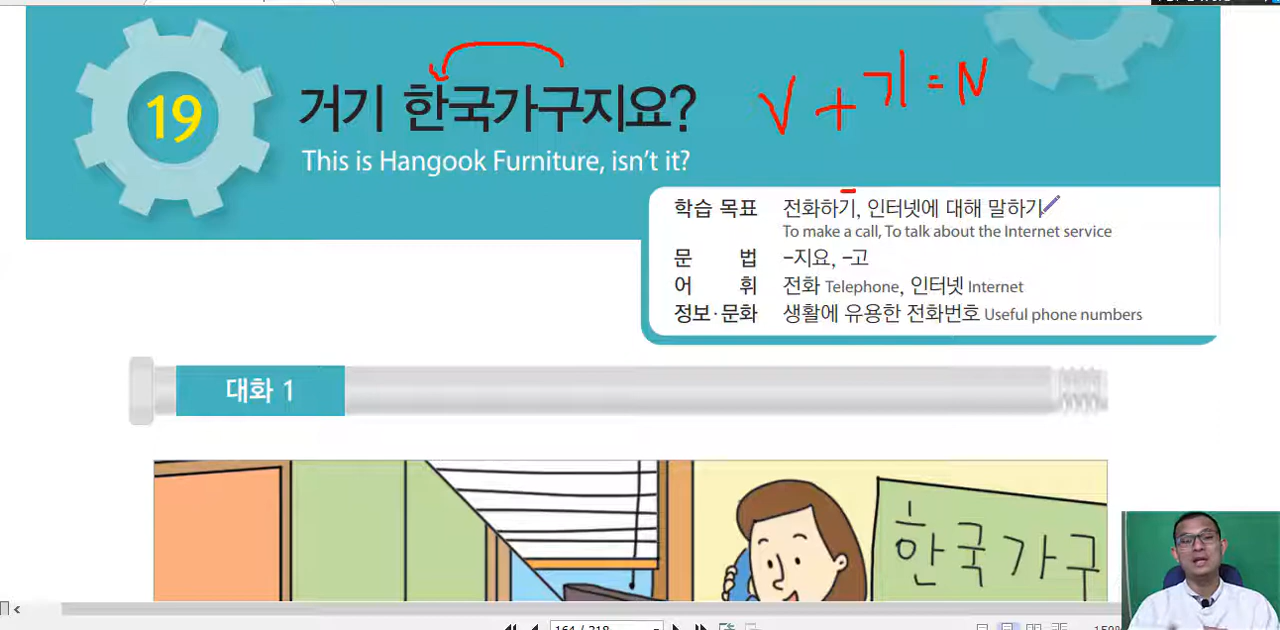 19
거기 한국가구지요?
This is Hangook Furniture, isn't it?
V + 기 = N
학습 목표 전화하기, 인터넷에 대해 말하기
To make a call, To talk about the Internet service
문 법 -지요, -고
어 휘 전화 Telephone, 인터넷 Internet
정보·문화 생활에 유용한 전화번호 Useful phone numbers
대화 1
한국가구